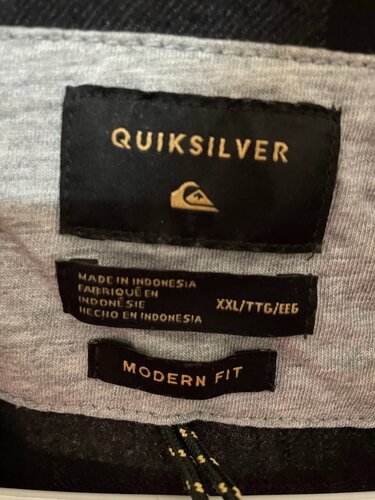 QUIKSILVER
MADE IN INDONESIA
FABRIQUÉ EN
INDONÉSIE
HECHO EN INDONESIA
XXL/TTG/EEG
MODERN FIT